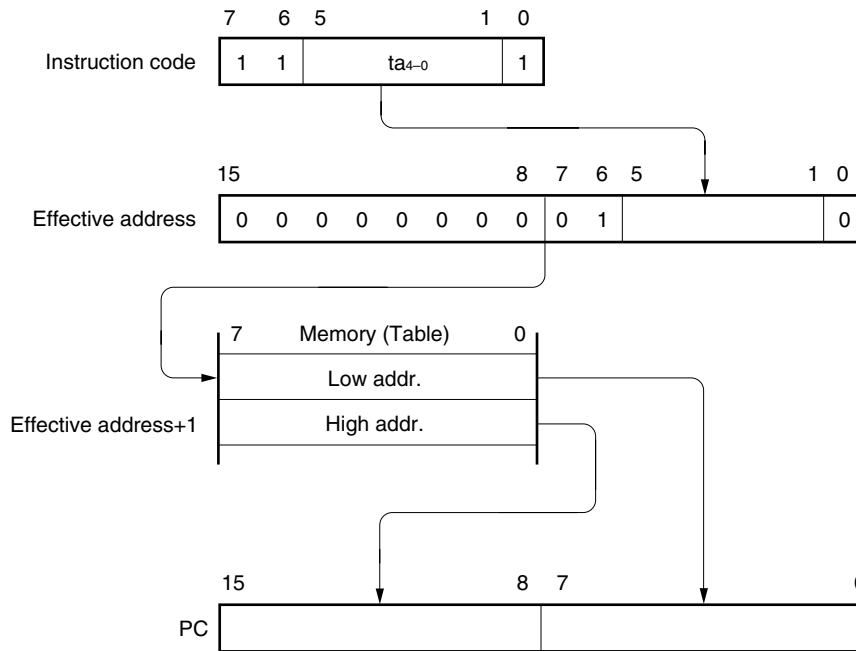 7 6 5 1 0
Instruction code 1 1 ta4–0 1
15 8 7 6 5 1 0
Effective address 0 0 0 0 0 0 0 0 0 1 0
7 Memory (Table) 0
Low addr.
Effective address+1 High addr.
15 8 7
PC